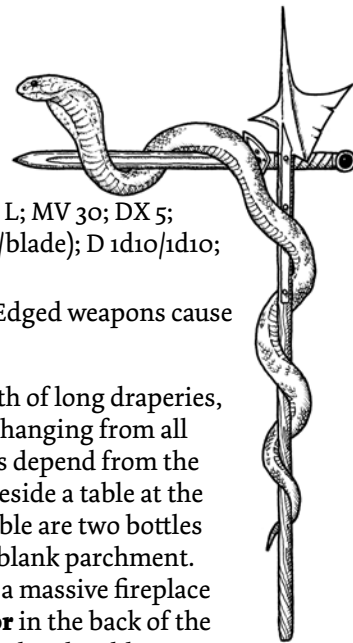 L; MV 30; DX 5;
/blade); D 1d10/1d10;
Edged weapons cause
th of long draperies,
hanging from all
s depend from the
eside a table at the
ble are two bottles
blank parchment.
a massive fireplace
or in the back of the